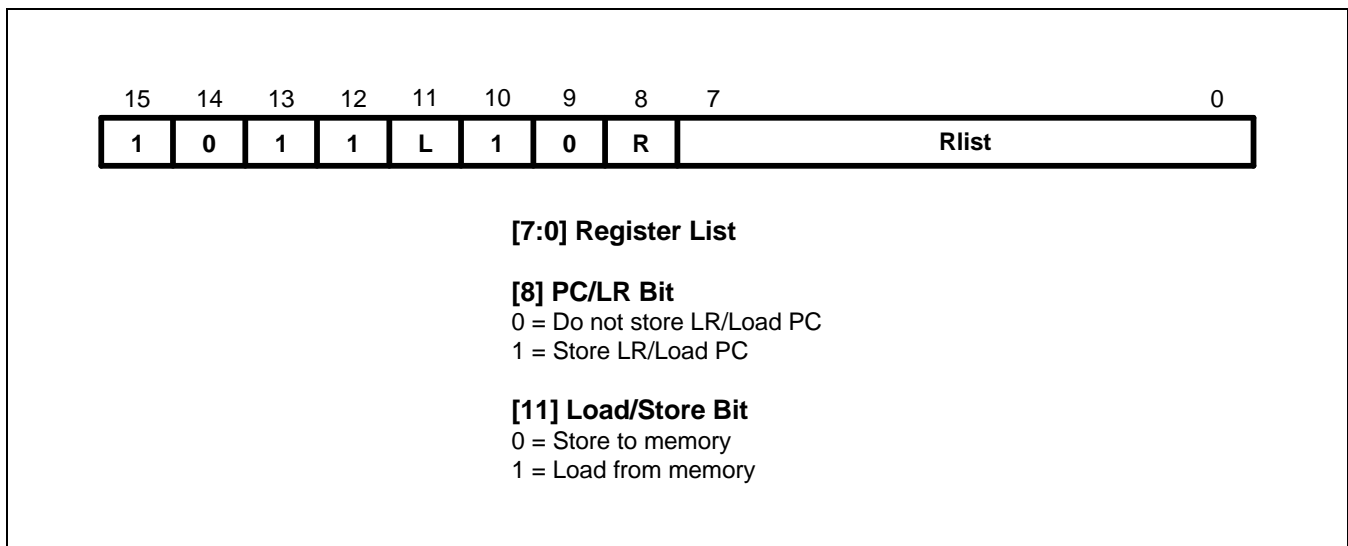 15 14 13 12 11 10 9 8 7 0
1 0 1 1 L 1 0 R Rlist
[7:0] Register List
[8] PC/LR Bit
0 = Do not store LR/Load PC
1 = Store LR/Load PC
[11] Load/Store Bit
0 = Store to memory
1 = Load from memory